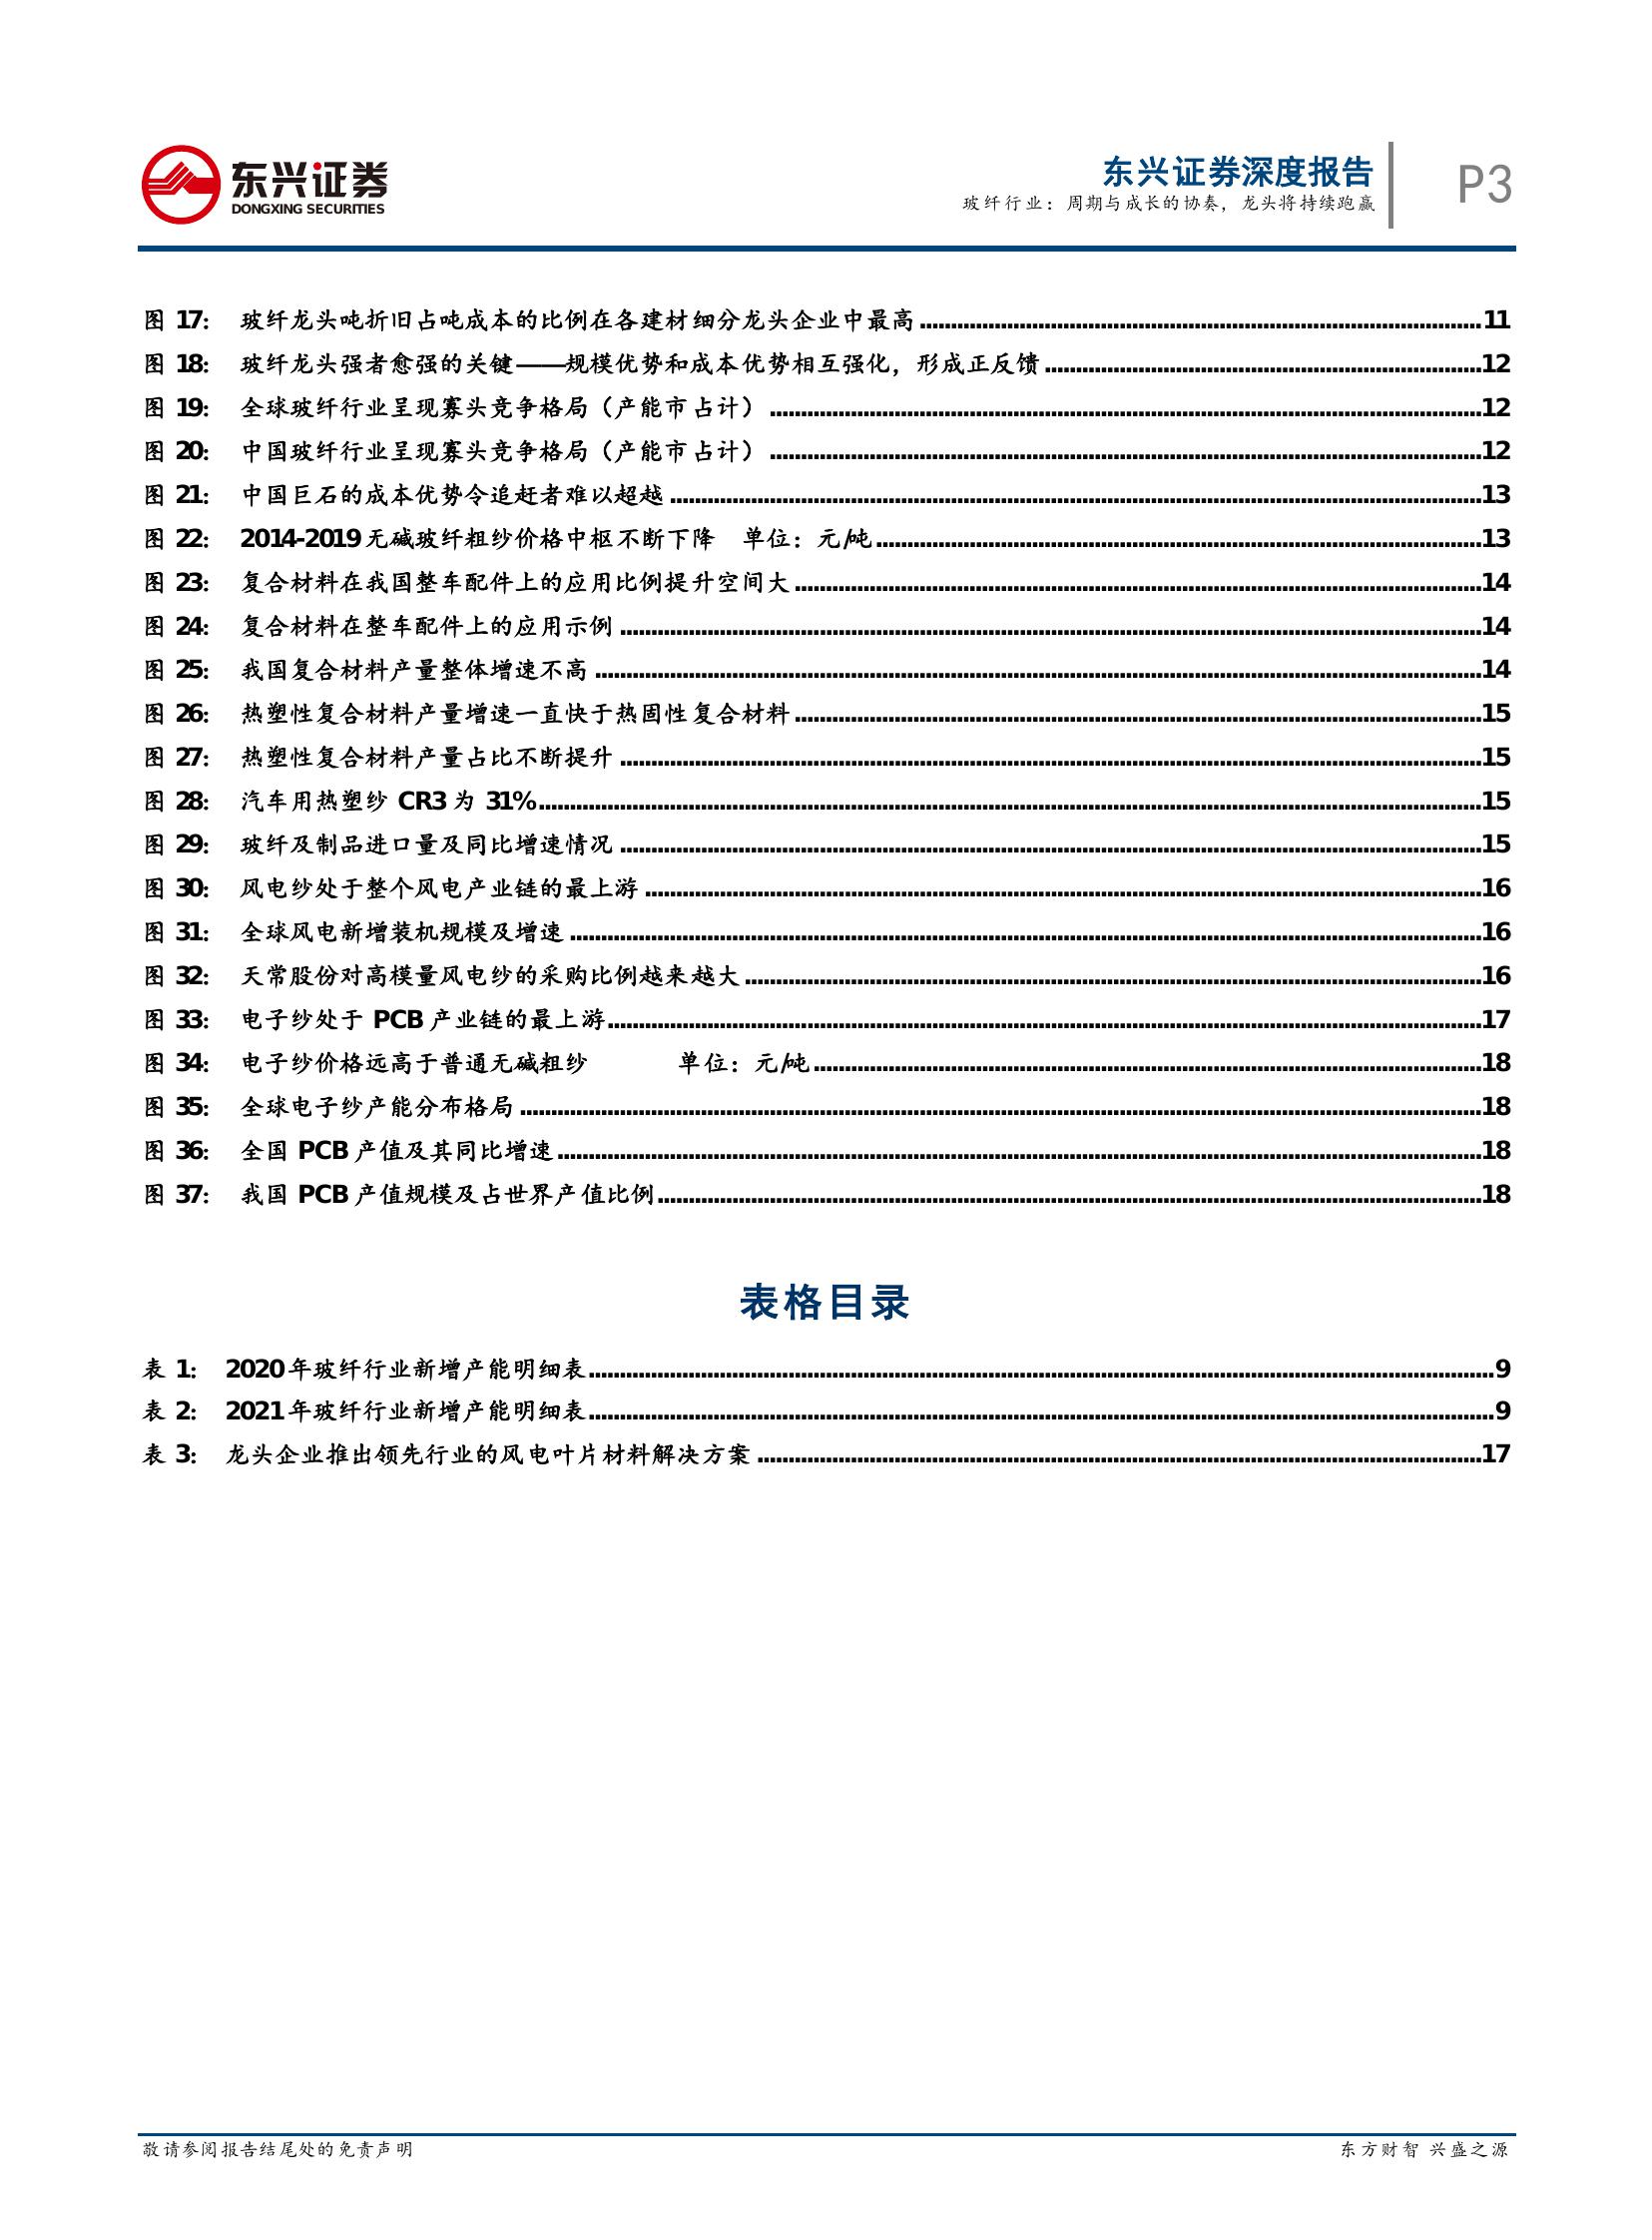 东兴证券
DONGXING SECURITIES
东兴证券深度报告
玻纤行业：周期与成长的协奏，龙头将持续跑赢
P3
图 17： 玻纤龙头吨折旧占吨成本的比例在各建材细分龙头企业中最高 11
图 18： 玻纤龙头强者愈强的关键——规模优势和成本优势相互强化，形成正反馈 12
图 19： 全球玻纤行业呈现寡头竞争格局（产能市占计） 12
图 20： 中国玻纤行业呈现寡头竞争格局（产能市占计） 12
图 21： 中国巨石的成本优势令追赶者难以超越 13
图 22： 2014-2019 无碱玻纤粗纱价格中枢不断下降 单位：元/吨 13
图 23： 复合材料在我国整车配件上的应用比例提升空间大 14
图 24： 复合材料在整车配件上的应用示例 14
图 25： 我国复合材料产量整体增速不高 14
图 26： 热塑性复合材料产量增速一直快于热固性复合材料 15
图 27： 热塑性复合材料产量占比不断提升 15
图 28： 汽车用热塑纱 CR3 为 31% 15
图 29： 玻纤及制品进口量及同比增速情况 15
图 30： 风电纱处于整个风电产业链的最上游 16
图 31： 全球风电新增装机规模及增速 16
图 32： 天常股份对高模量风电纱的采购比例越来越大 16
图 33： 电子纱处于 PCB 产业链的最上游 17
图 34： 电子纱价格远高于普通无碱粗纱 单位：元/吨 18
图 35： 全球电子纱产能分布格局 18
图 36： 全国 PCB 产值及其同比增速 18
图 37： 我国 PCB 产值规模及占世界产值比例 18
表格目录
表 1： 2020 年玻纤行业新增产能明细表 9
表 2： 2021 年玻纤行业新增产能明细表 9
表 3： 龙头企业推出领先行业的风电叶片材料解决方案 17
敬请参阅报告结尾处的免责声明
东方财智 兴盛之源